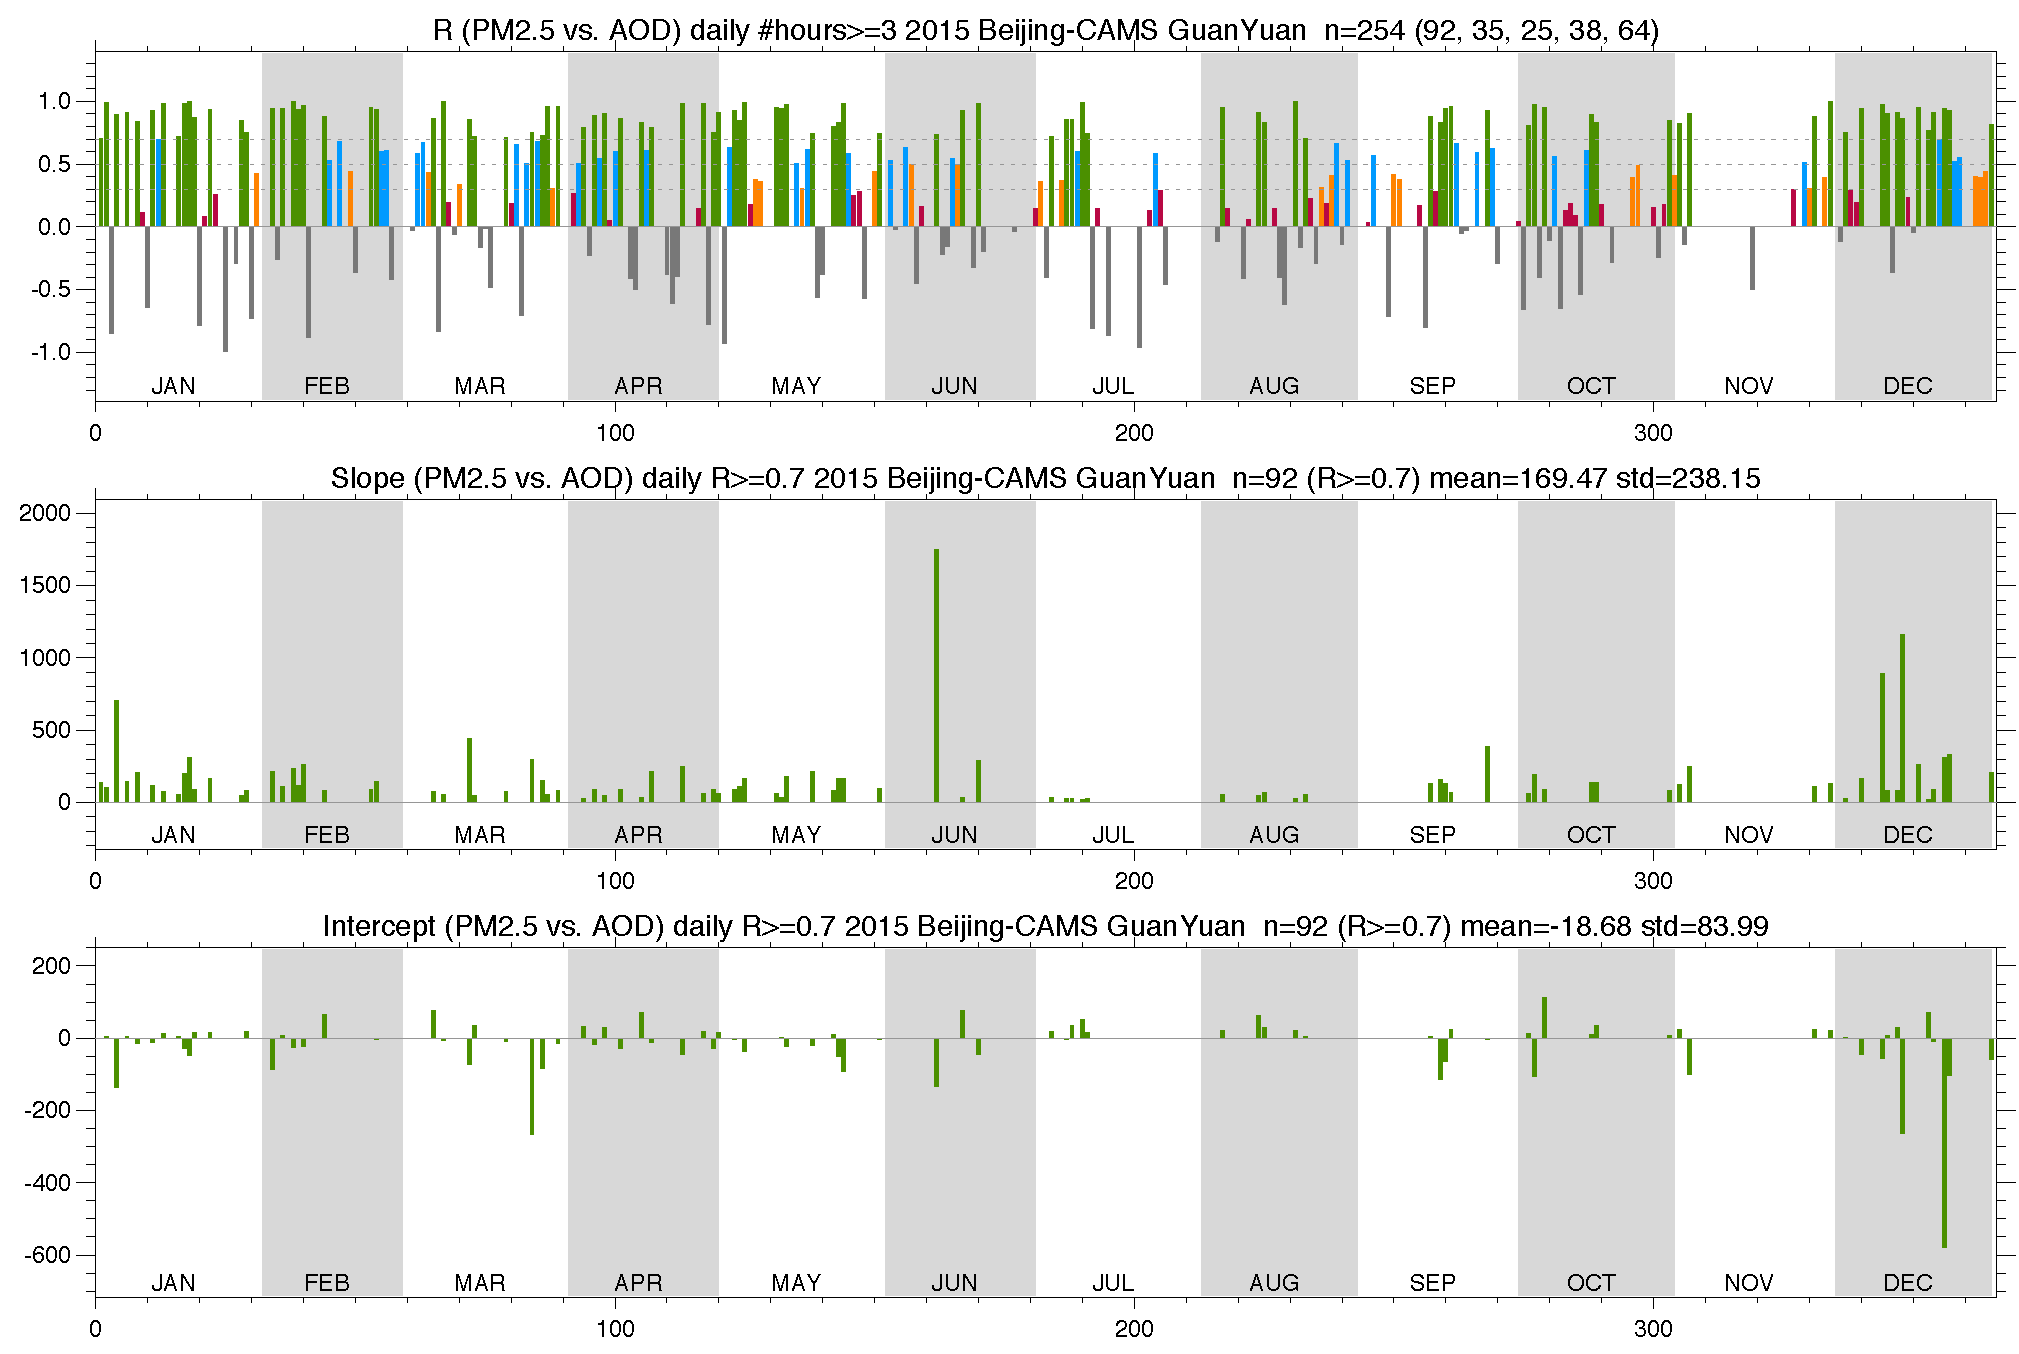 R (PM2.5 vs. AOD) daily #hours>=3 2015 Beijing-CAMS GuanYuan n=254 (92, 35, 25, 38, 64)
1.0
0.5
0.0
-0.5
-1.0
JAN FEB MAR APR MAY JUN JUL AUG SEP OCT NOV DEC
0 100 200 300
Slope (PM2.5 vs. AOD) daily R>=0.7 2015 Beijing-CAMS GuanYuan n=92 (R>=0.7) mean=169.47 std=238.15
2000
1500
1000
500
0
JAN FEB MAR APR MAY JUN JUL AUG SEP OCT NOV DEC
0 100 200 300
Intercept (PM2.5 vs. AOD) daily R>=0.7 2015 Beijing-CAMS GuanYuan n=92 (R>=0.7) mean=-18.68 std=83.99
200
0
-200
-400
-600
JAN FEB MAR APR MAY JUN JUL AUG SEP OCT NOV DEC
0 100 200 300